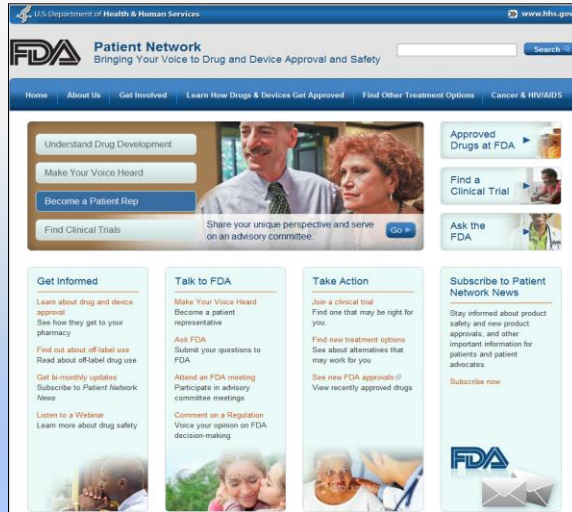 U.S. Department of Health & Human Services
www.hhs.gov
FDA
Patient Network
Bringing Your Voice to Drug and Device Approval and Safety
Search
Home
About Us
Get Involved
Learn How Drugs & Devices Get Approved
Find Other Treatment Options
Cancer & HIV/AIDS
Understand Drug Development
Make Your Voice Heard
Become a Patient Rep
Find Clinical Trials
Share your unique perspective and serve
on an advisory committee.
Go
Approved
Drugs at FDA
Find a
Clinical Trial
Ask the
FDA
Get Informed
Learn about drug and device
approval
See how they get to your
pharmacy
Find out about off-label use
Read about off-label drug use
Get bi-monthly updates
Subscribe to Patient Network
News
Listen to a Webinar
Learn more about drug safety
Talk to FDA
Make Your Voice Heard
Become a patient
representative
Ask FDA
Submit your questions to
FDA
Attend an FDA meeting
Participate in advisory
committee meetings
Comment on a Regulation
Voice your opinion on FDA
decision-making
Take Action
Join a clinical trial
Find one that may be right for
you.
Find new treatment options
See about alternatives that
may work for you
See new FDA approvals
View recently approved drugs
Subscribe to Patient
Network News
Stay informed about product
safety and new product
approvals, and other
important information for
patients and patient
advocates.
Subscribe now
FDA